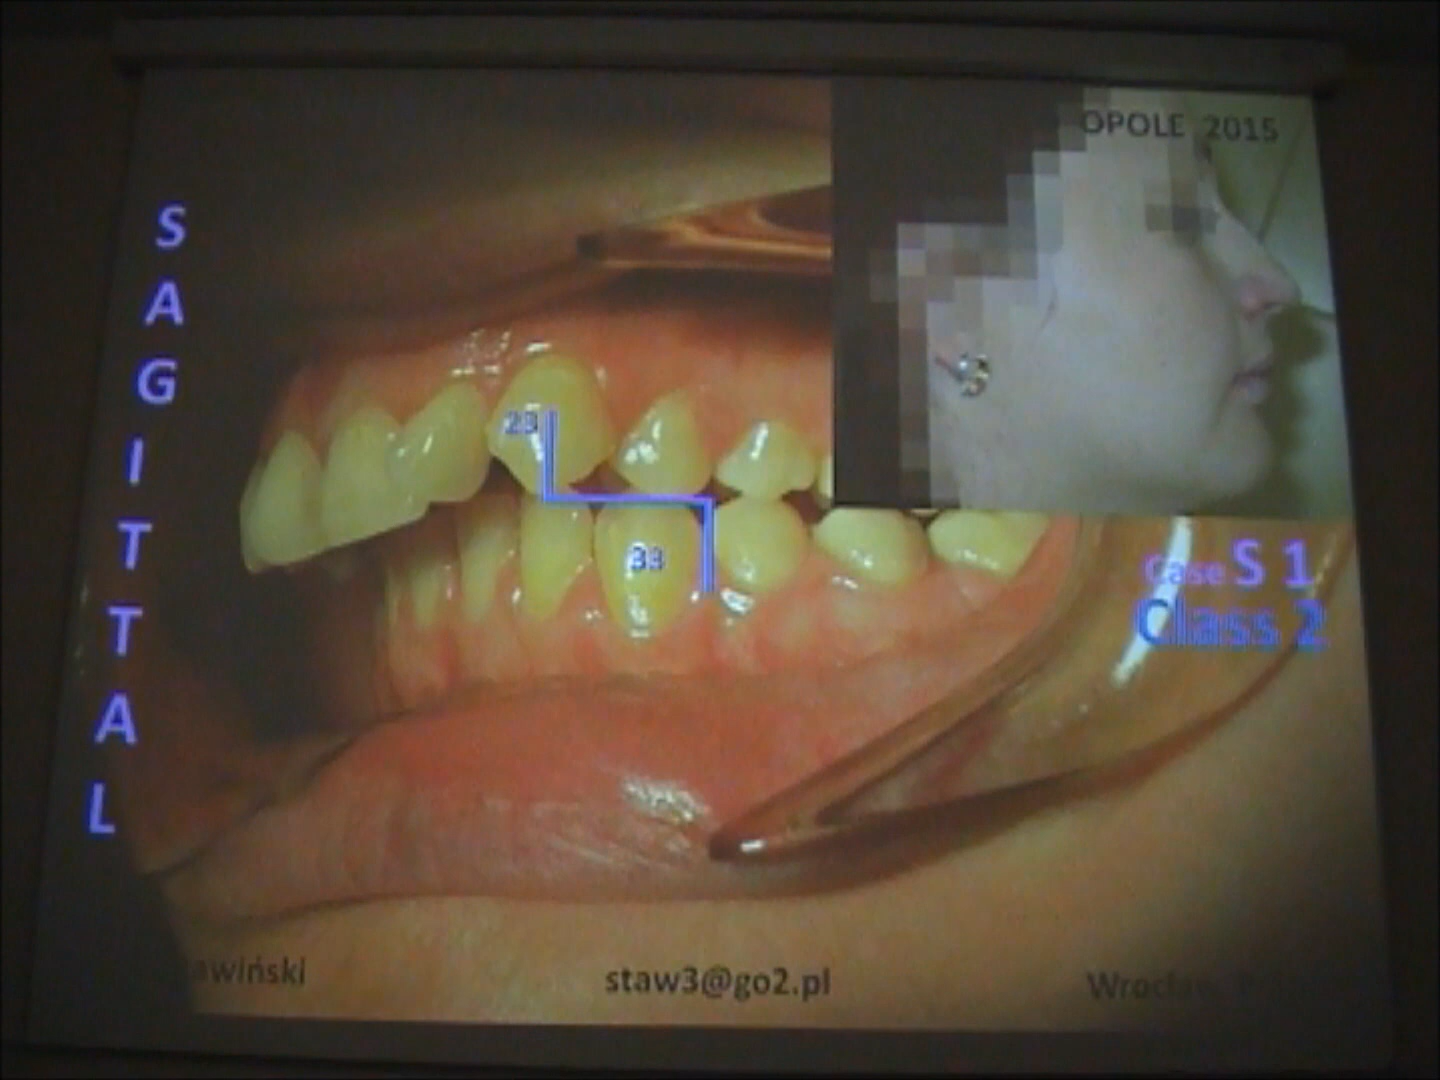 OPOLE 2015
SAGITTAL
23
33
Case S 1
Class 2
awiński
staw3@go2.pl